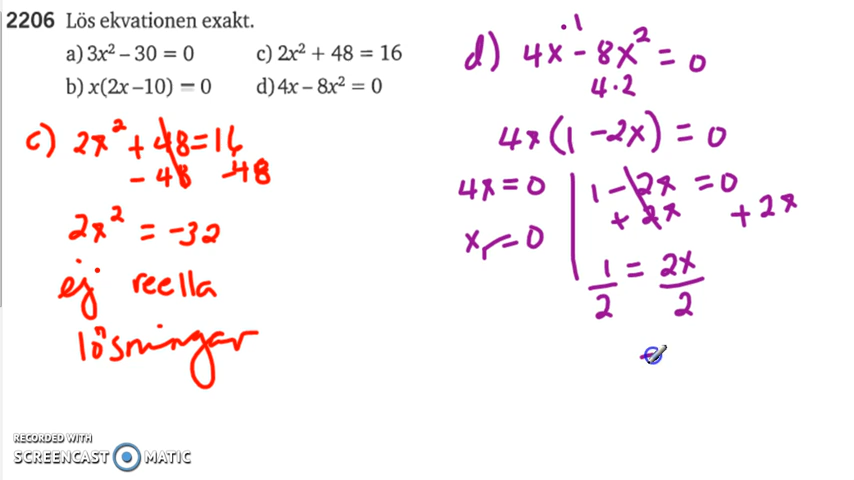 2206 Lös ekvationen exakt.
a) 3x² – 30 = 0
c) 2x² + 48 = 16
b) x(2x –10) = 0
d) 4x – 8x² = 0
c) 2x² + 48 = 16
– 48 – 48
2x² = -32
ej reella
lösningar
· 1
d) 4x – 8x² = 0
4 · 2
4x(1 – 2x) = 0
4x = 0
x₁ = 0
1 – 2x = 0
+ 2x + 2x
1/2 = 2x/2
RECORDED WITH
SCREENCAST MATIC